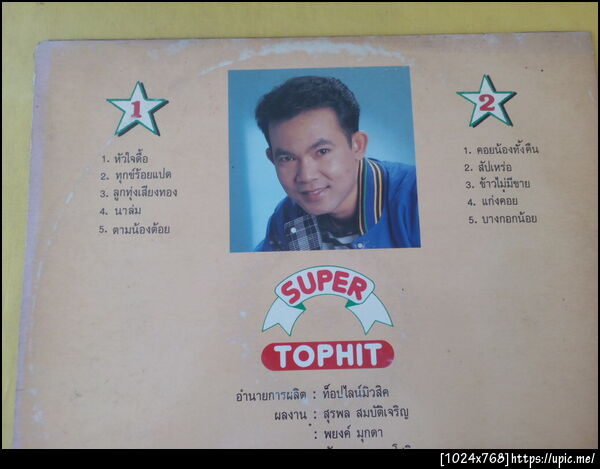 1
1. หัวใจดื้อ
2. ทุกข์ร้อยแปด
3. ลูกทุ่งเสียงทอง
4. นาล่ม
5. ตามน้องต้อย
2
1. คอยน้องทั้งคืน
2. สัปเหร่อ
3. ข้าวไม่มีขาย
4. แก่งคอย
5. บางกอกน้อย
SUPER
TOPHIT
อำนายการผลิต : ท็อปไลน์มิวสิค
ผลงาน : สุรพล สมบัติเจริญ
: พยงค์ มุกดา
[1024x768]https://upic.me/